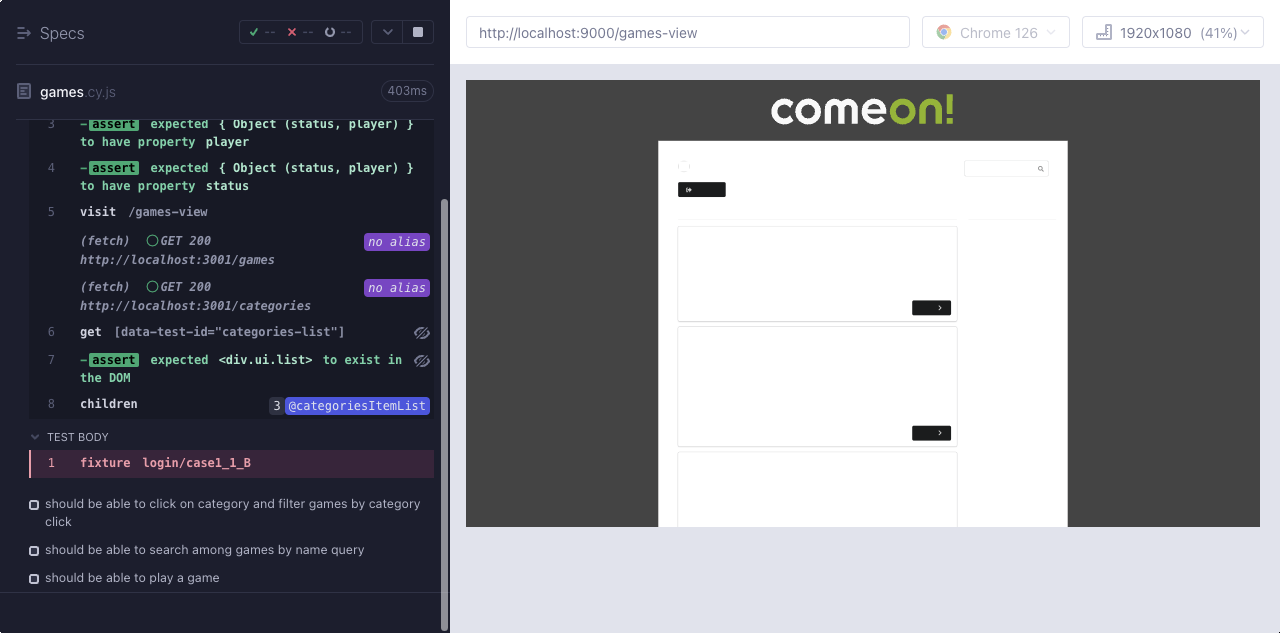 Specs
--
--
--
http://localhost:9000/games-view
Chrome 126
1920x1080 (41%)
games.cy.js
403ms
comeon!
3 -assert expected { Object (status, player) }
to have property player
4 -assert expected { Object (status, player) }
to have property status
5 visit /games-view
(fetch) GET 200 no alias
http://localhost:3001/games
(fetch) GET 200 no alias
http://localhost:3001/categories
6 get [data-test-id="categories-list"]
7 -assert expected <div.ui.list> to exist in
the DOM
8 children 3 @categoriesItemList
TEST BODY
1 fixture login/case1_1_B
should be able to click on category and filter games by category
click
should be able to search among games by name query
should be able to play a game